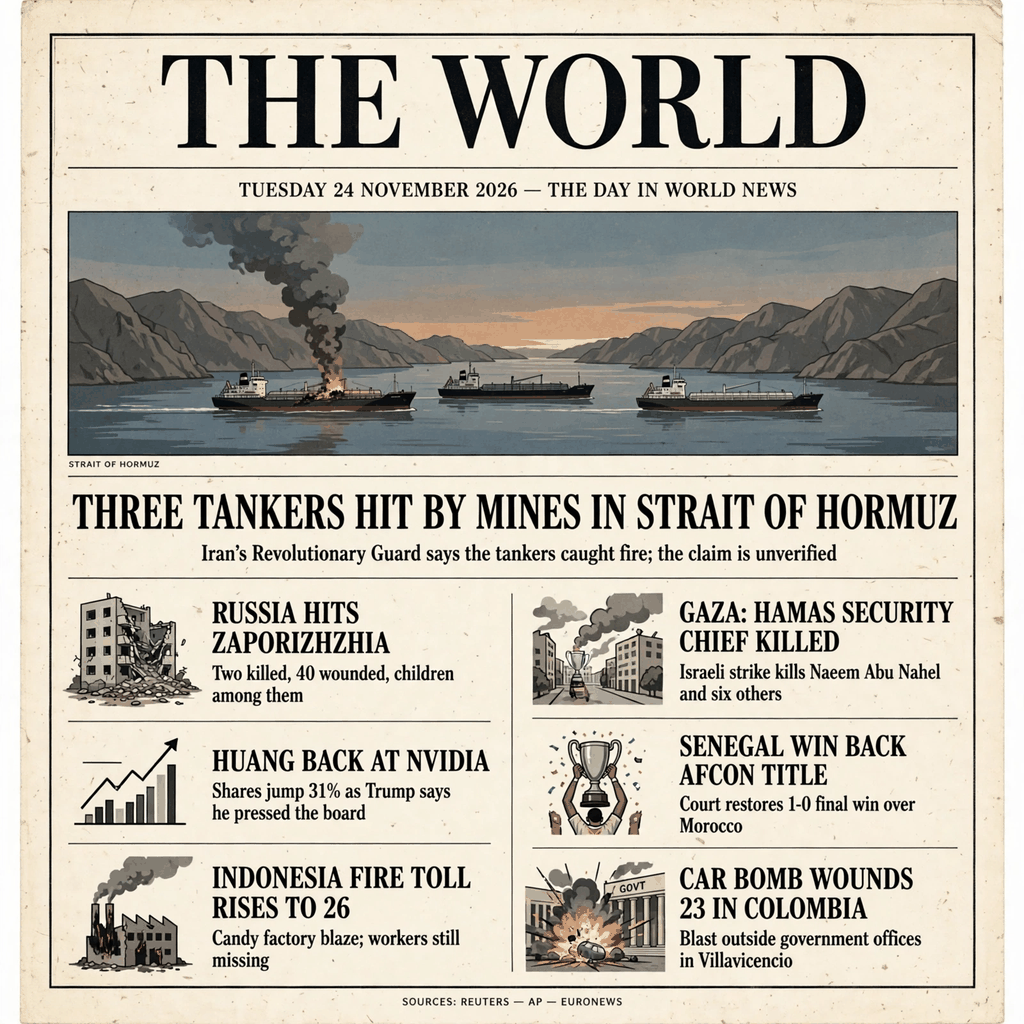 THE WORLD
TUESDAY 24 NOVEMBER 2026 — THE DAY IN WORLD NEWS
STRAIT OF HORMUZ
THREE TANKERS HIT BY MINES IN STRAIT OF HORMUZ
Iran's Revolutionary Guard says the tankers caught fire; the claim is unverified
RUSSIA HITS
ZAPORIZHZHIA
Two killed, 40 wounded, children
among them
HUANG BACK AT NVIDIA
Shares jump 31% as Trump says
he pressed the board
INDONESIA FIRE TOLL
RISES TO 26
Candy factory blaze; workers still
missing
GAZA: HAMAS SECURITY
CHIEF KILLED
Israeli strike kills Naeem Abu Nahel
and six others
SENEGAL WIN BACK
AFCON TITLE
Court restores 1-0 final win over
Morocco
GOVT
CAR BOMB WOUNDS
23 IN COLOMBIA
Blast outside government offices
in Villavicencio
SOURCES: REUTERS — AP — EURONEWS